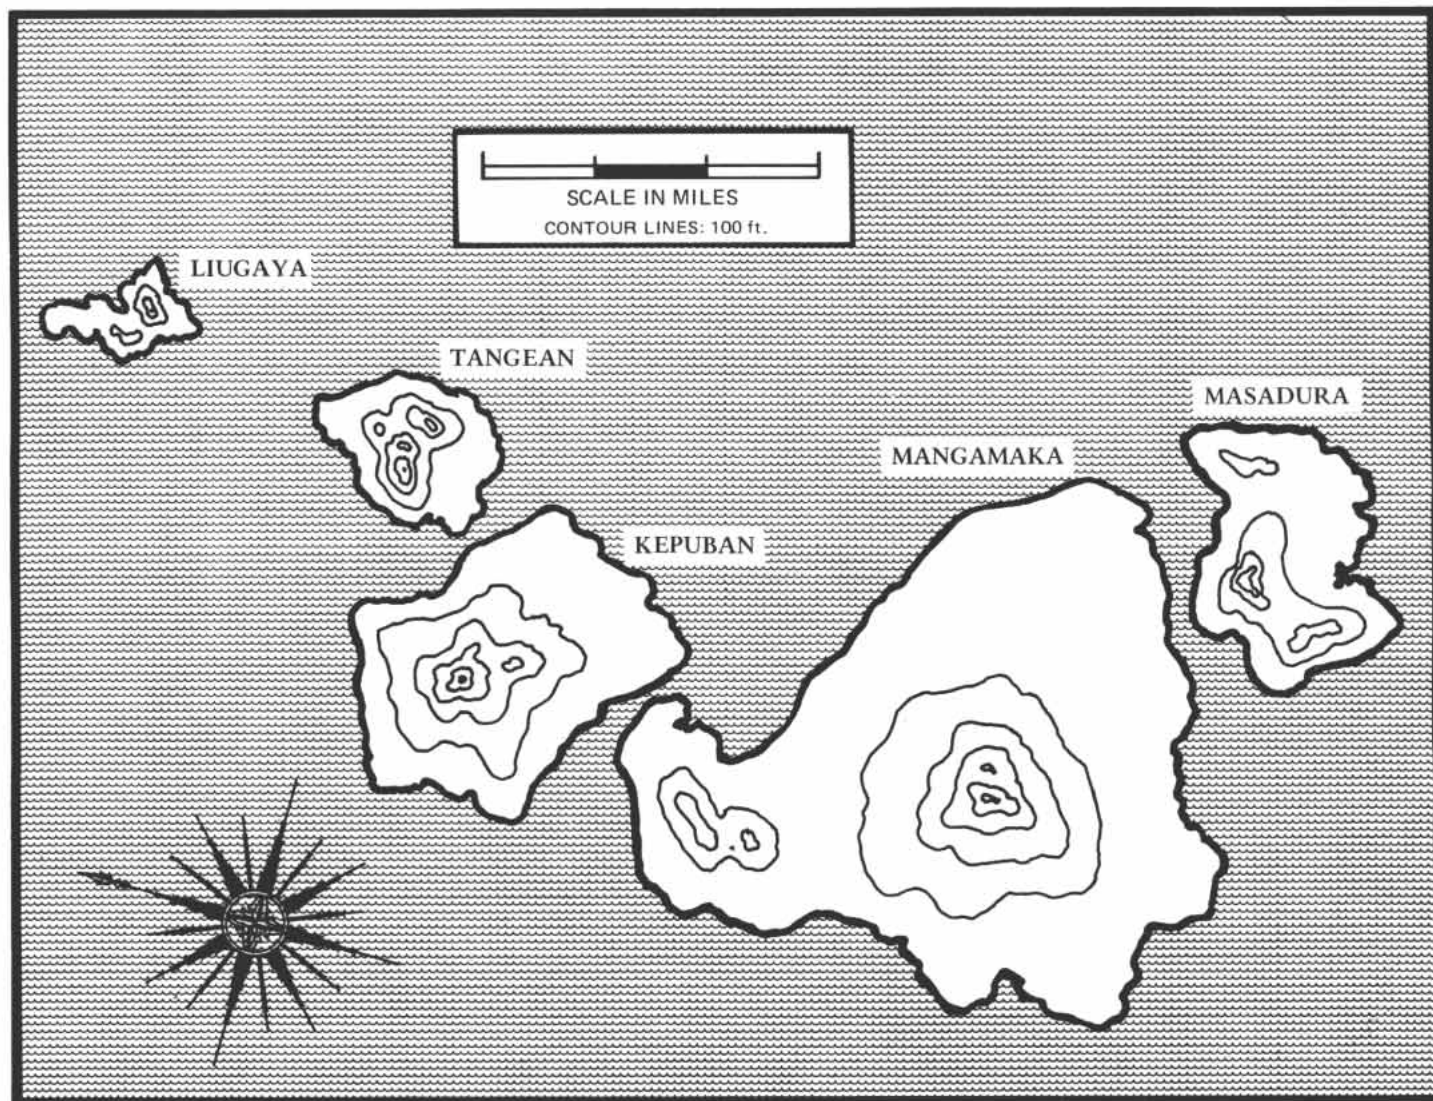 SCALE IN MILES
CONTOUR LINES: 100 ft.
LIUGAYA
TANGEAN
MASADURA
MANGAMAKA
KEPUBAN